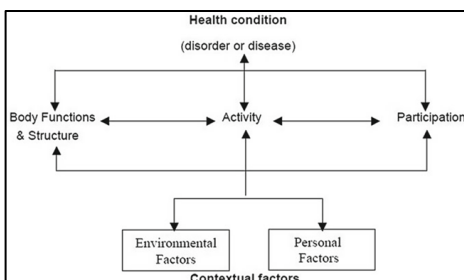 Health condition
(disorder or disease)
Body Functions
& Structure
Activity
Participation
Environmental
Factors
Personal
Factors
Contextual factors